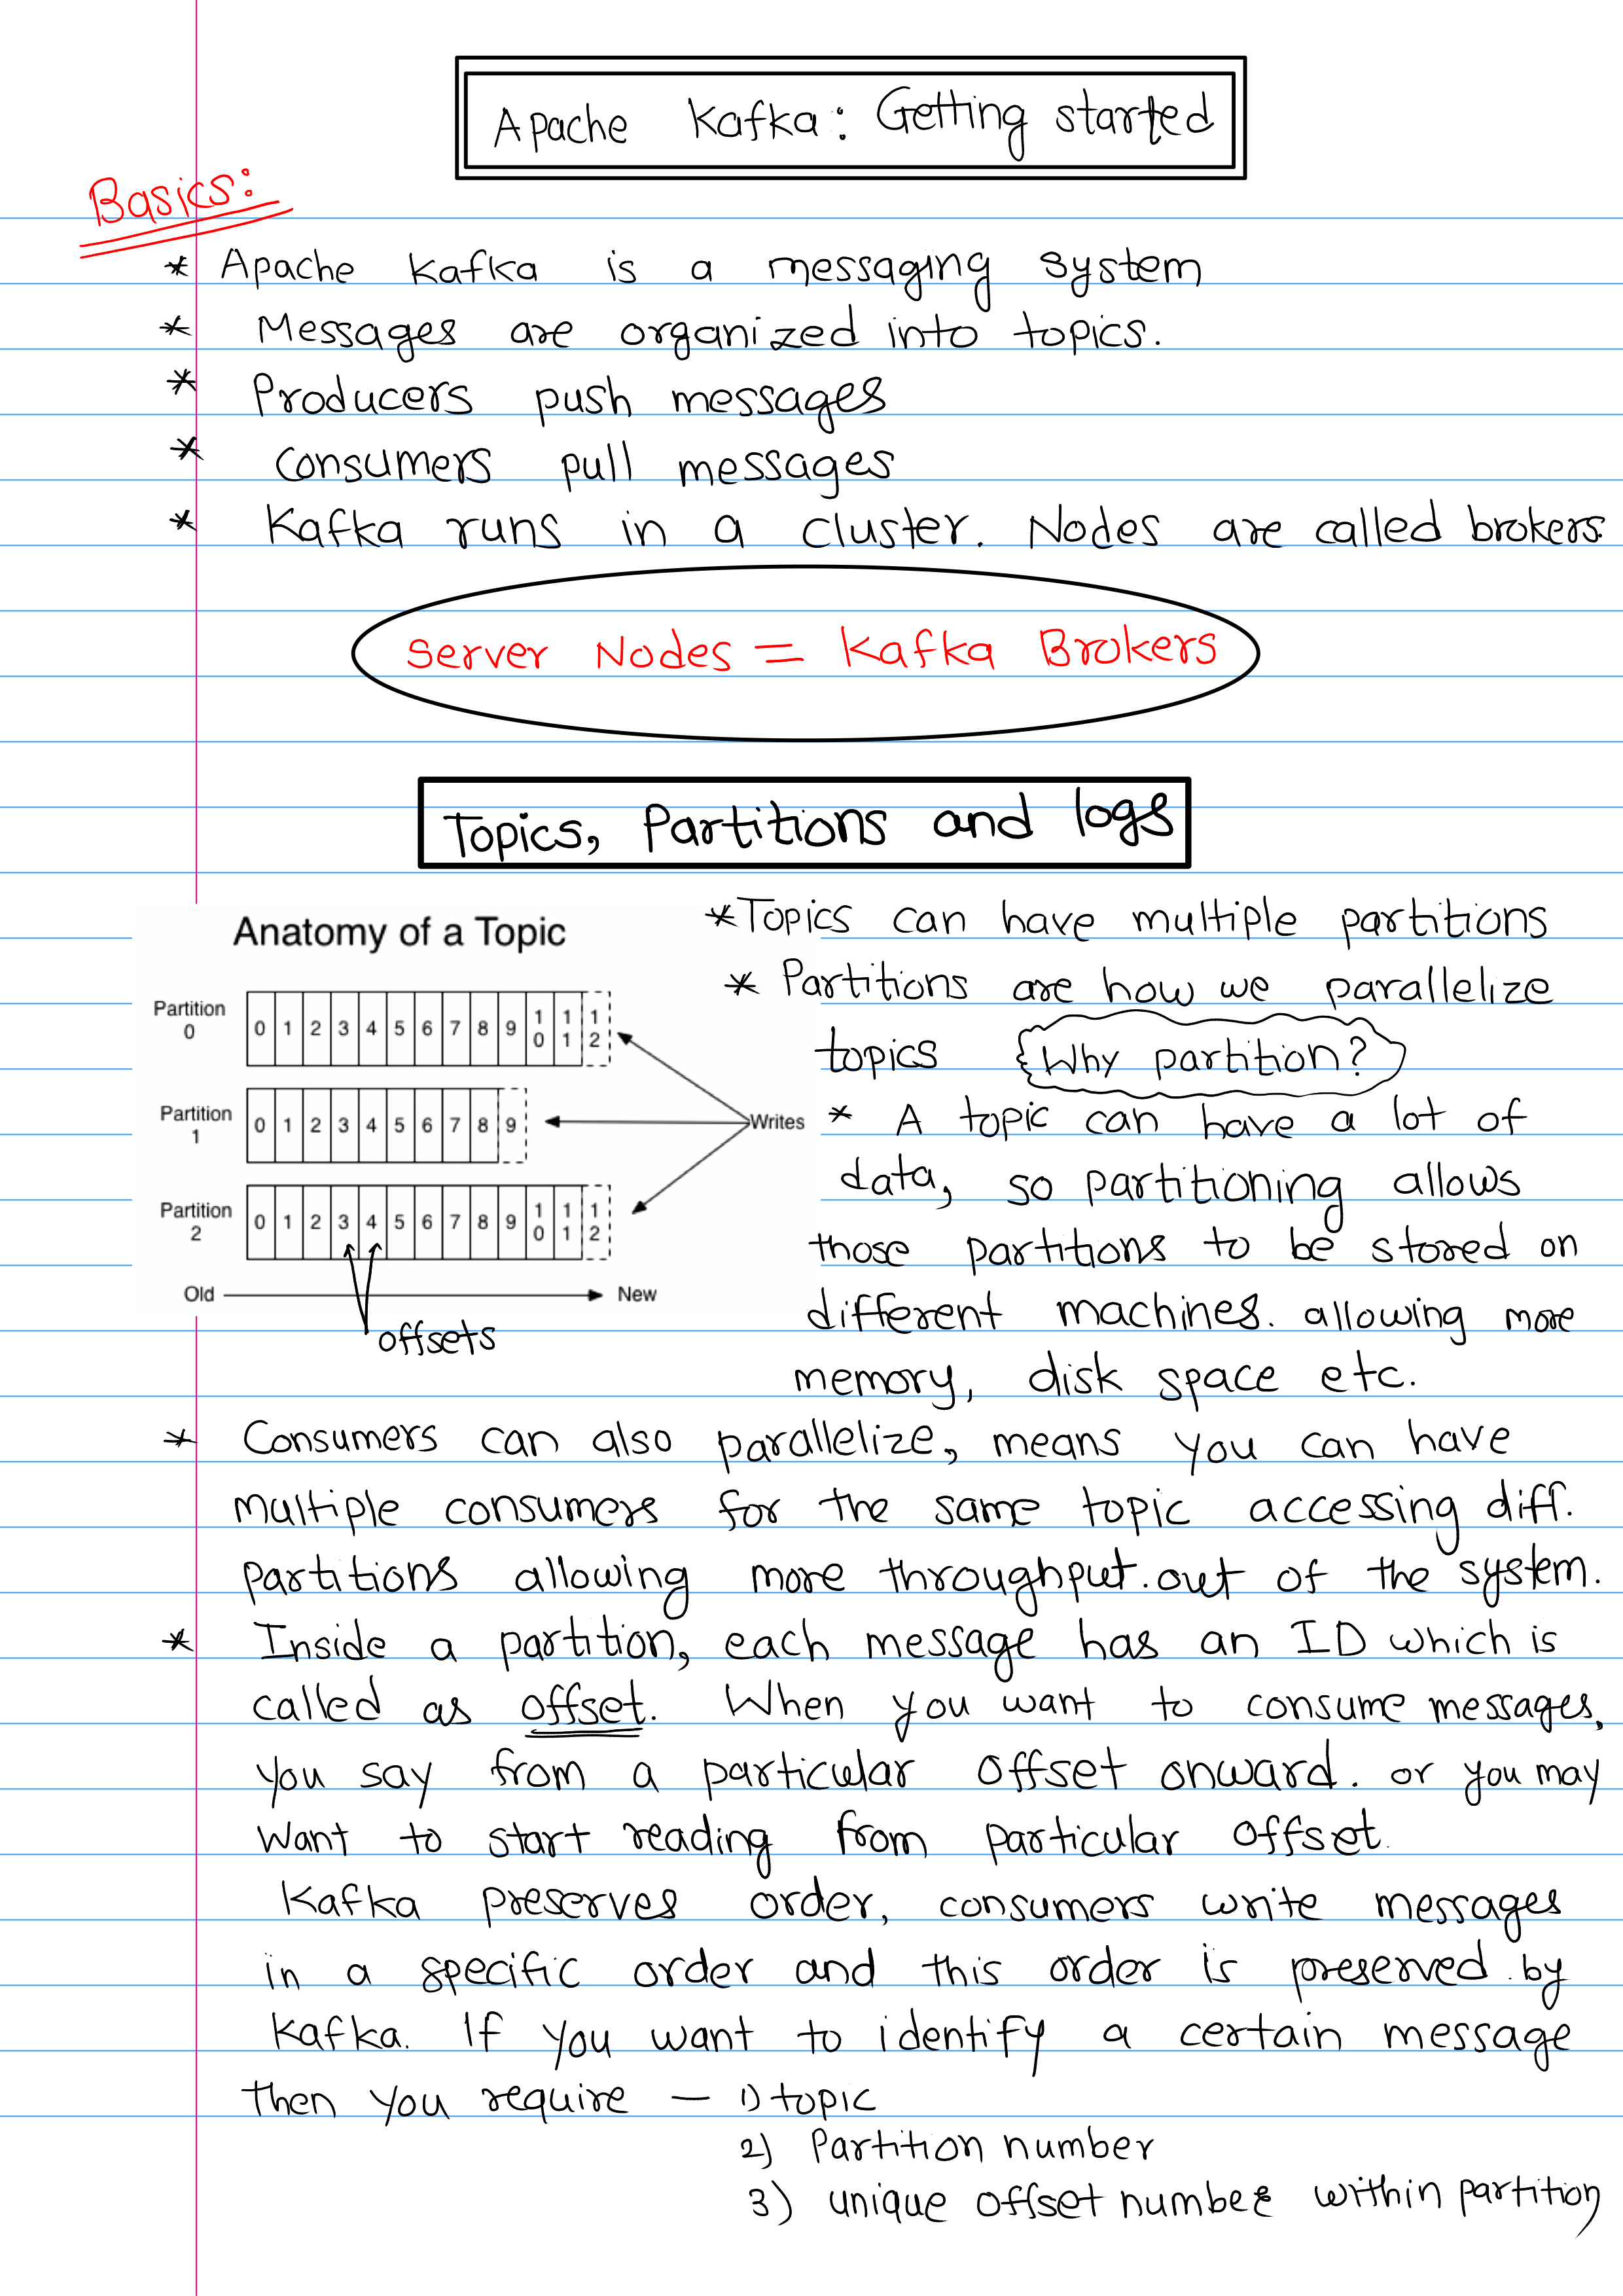 Apache Kafka: Getting started
Basics:
* Apache Kafka is a messaging system
* Messages are organized into topics.
* Producers push messages
* Consumers pull messages
* Kafka runs in a cluster. Nodes are called brokers.
Server Nodes = Kafka Brokers
Topics, Partitions and logs
Anatomy of a Topic
Partition 0
0 1 2 3 4 5 6 7 8 9 10 11 12
Partition 1
0 1 2 3 4 5 6 7 8 9
Writes
Partition 2
0 1 2 3 4 5 6 7 8 9 10 11 12
Old New
offsets
* Topics can have multiple partitions
* Partitions are how we parallelize
topics Why partition?
* A topic can have a lot of
data, so partitioning allows
those partitions to be stored on
different machines. allowing more
memory, disk space etc.
* Consumers can also parallelize, means you can have
multiple consumers for the same topic accessing diff.
partitions allowing more throughput.out of the system.
* Inside a partition, each message has an ID which is
called as offset. When you want to consume messages,
you say from a particular offset onward. or you may
want to start reading from particular offset.
Kafka preserves order, consumers write messages
in a specific order and this order is preserved by
Kafka. If you want to identify a certain message
then you require — 1) topic
2) Partition number
3) unique offset number within partition